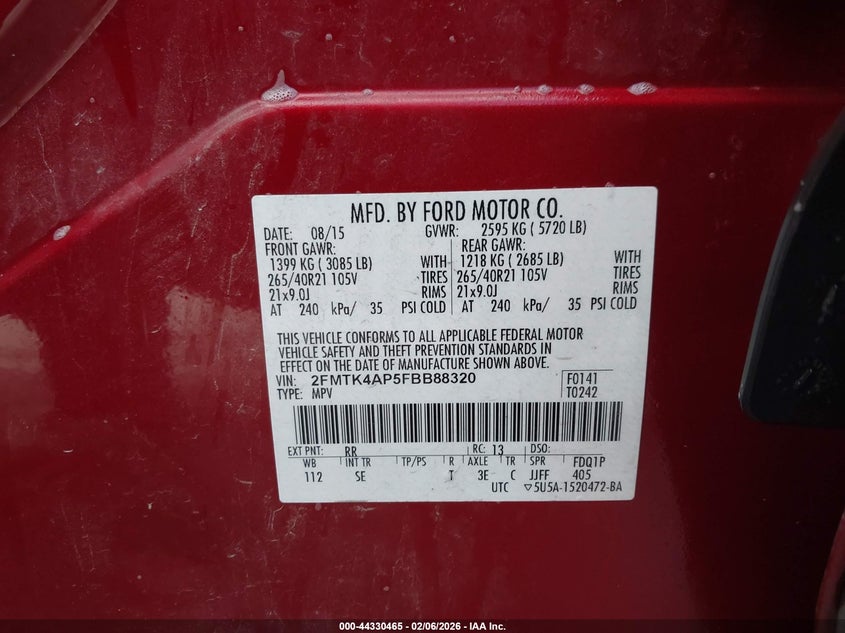 MFD. BY FORD MOTOR CO.
DATE: 08/15 GVWR: 2595 KG ( 5720 LB)
FRONT GAWR: REAR GAWR:
1399 KG ( 3085 LB) WITH 1218 KG ( 2685 LB) WITH
265/40R21 105V TIRES 265/40R21 105V TIRES
21x9.0J RIMS 21x9.0J RIMS
AT 240 kPa/ 35 PSI COLD AT 240 kPa/ 35 PSI COLD
THIS VEHICLE CONFORMS TO ALL APPLICABLE FEDERAL MOTOR
VEHICLE SAFETY AND THEFT PREVENTION STANDARDS IN
EFFECT ON THE DATE OF MANUFACTURE SHOWN ABOVE.
VIN: 2FMTK4AP5FBB88320 F0141
TYPE: MPV T0242
EXT PNT: RR RC: 13 DSO:
WB INT TR TP/PS R AXLE TR SPR FDQ1P
112 SE T 3E C JJFF 405
UTC ▽5U5A-1520472-BA
000-44330465 - 02/06/2026 - IAA Inc.